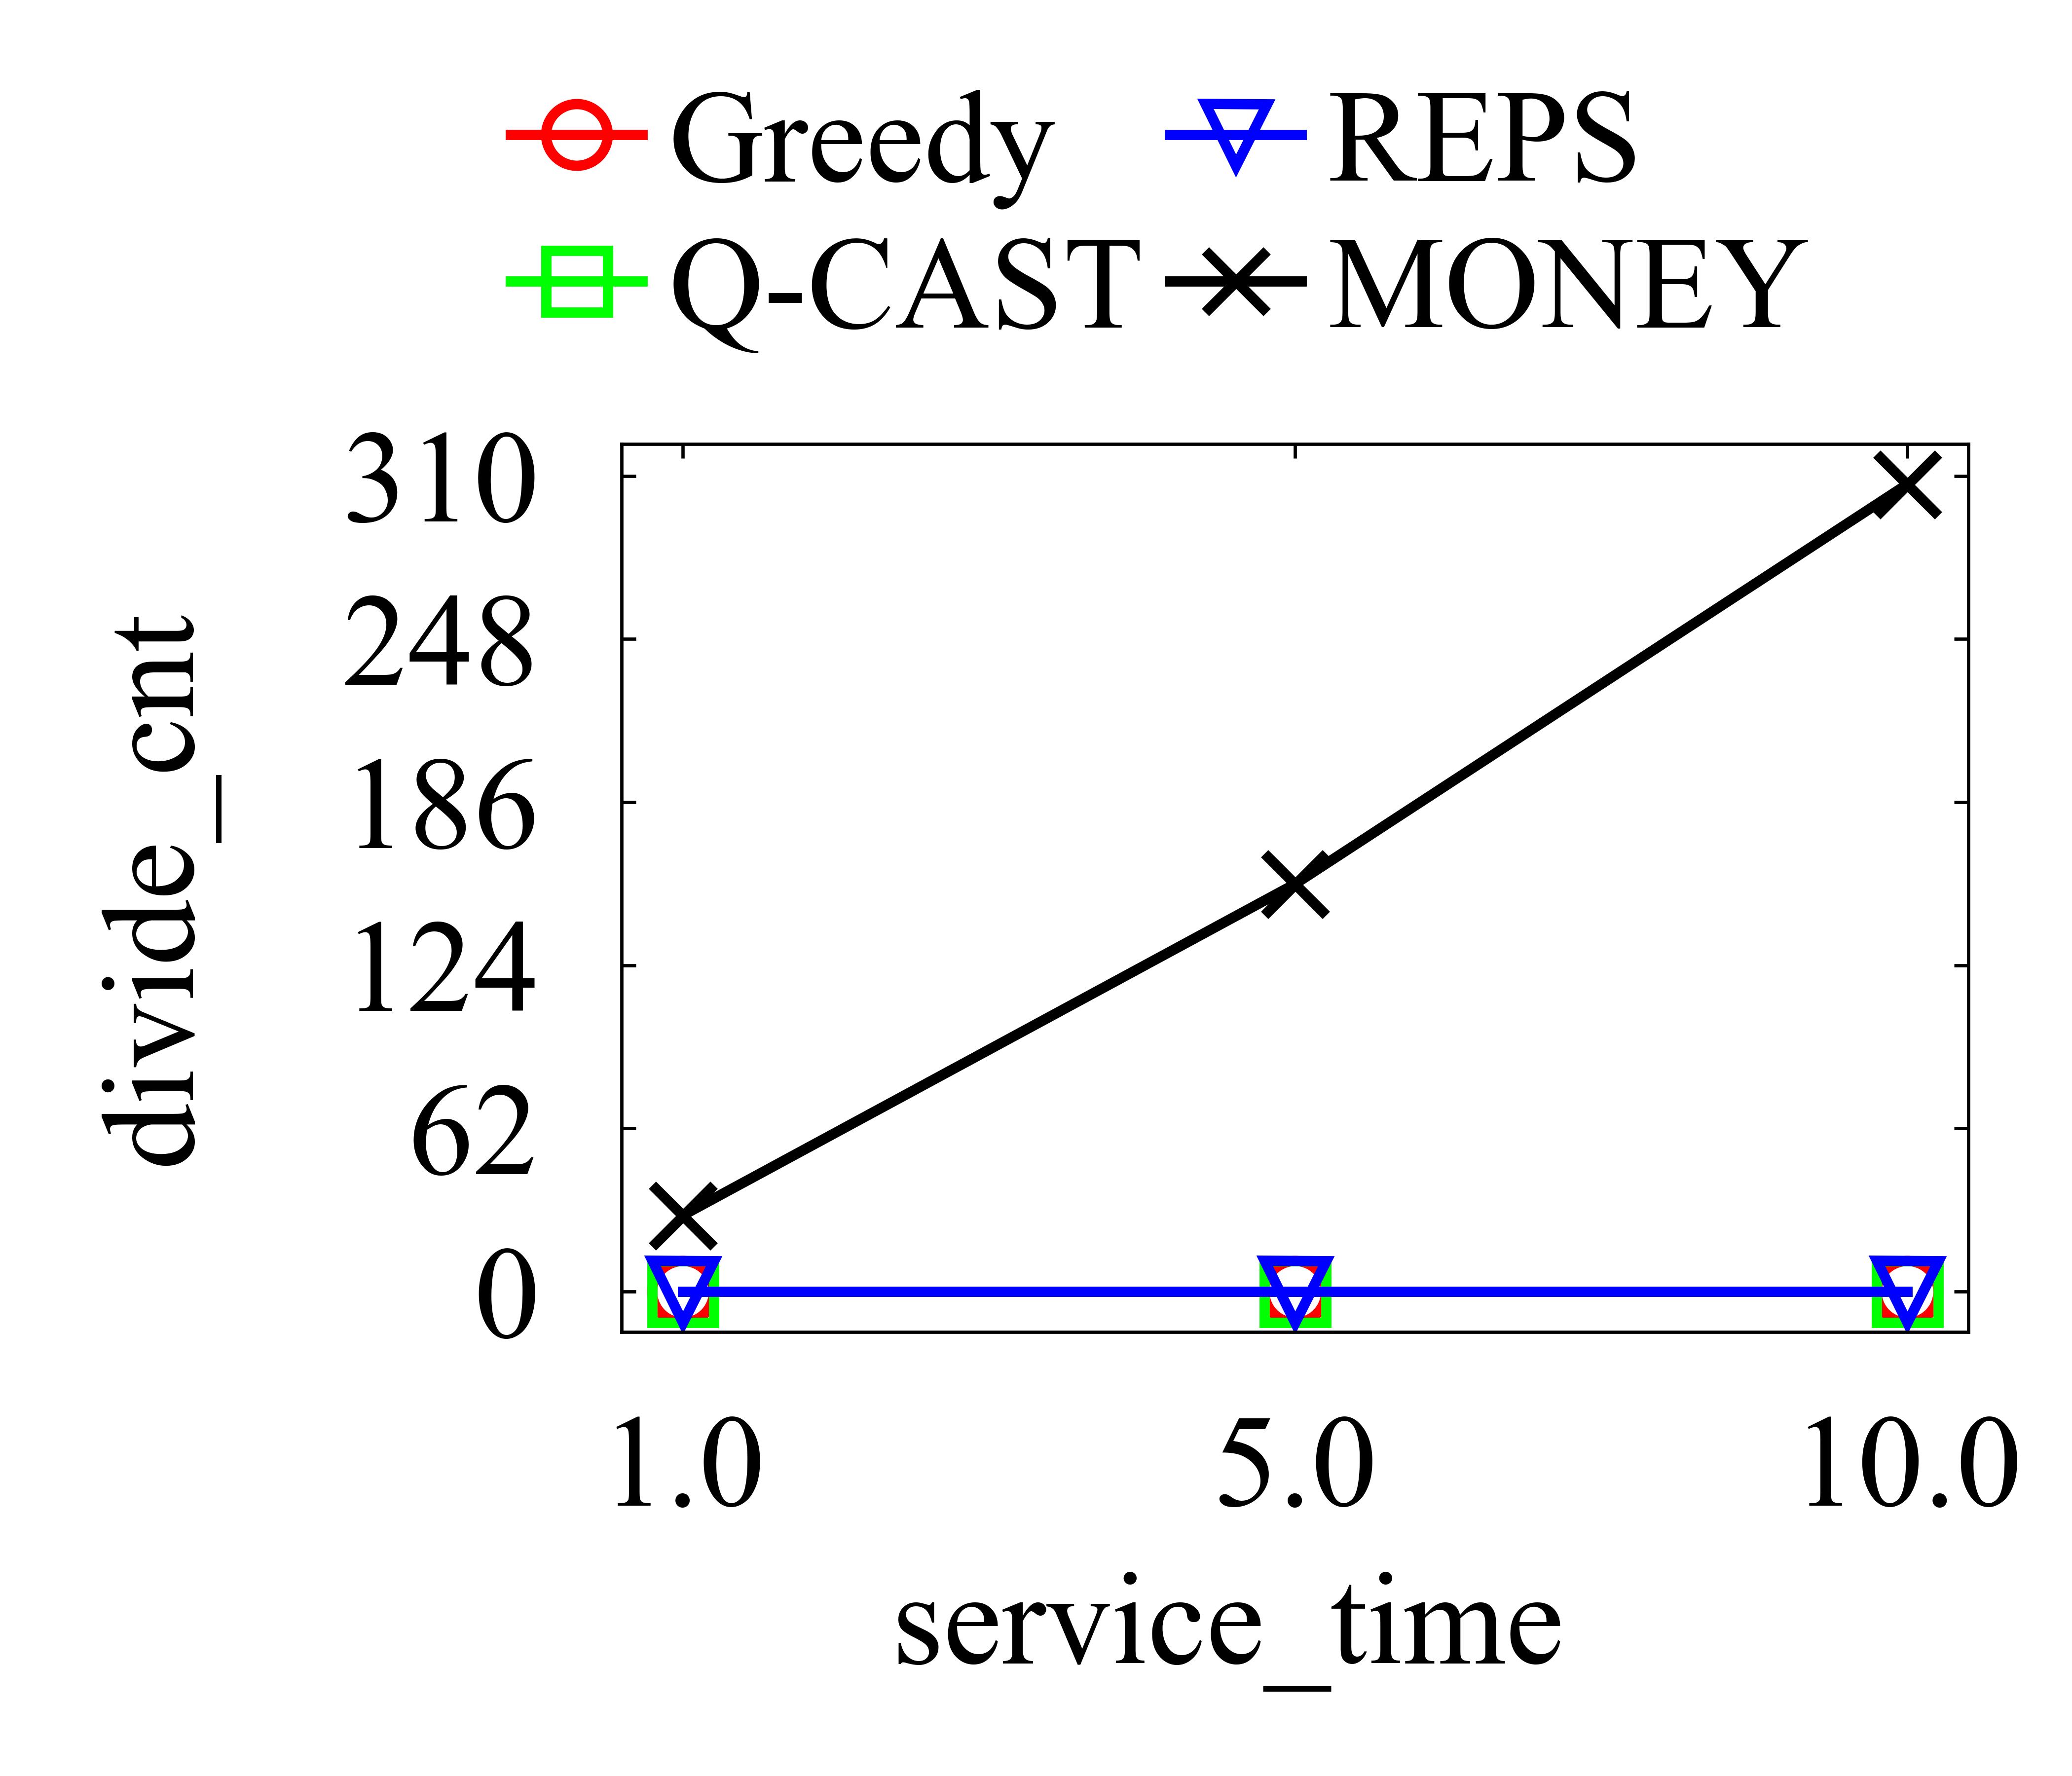 Greedy REPS
Q-CAST MONEY
310
248
186
124
62
0
divide_cnt
1.0 5.0 10.0
service_time